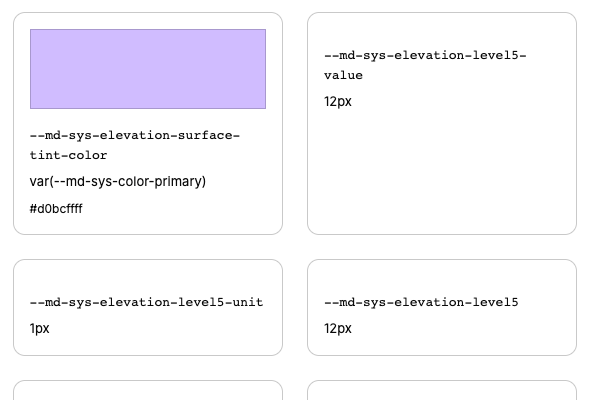 --md-sys-elevation-surface-
tint-color
var(--md-sys-color-primary)
#d0bcffff
--md-sys-elevation-level5-
value
12px
--md-sys-elevation-level5-unit
1px
--md-sys-elevation-level5
12px